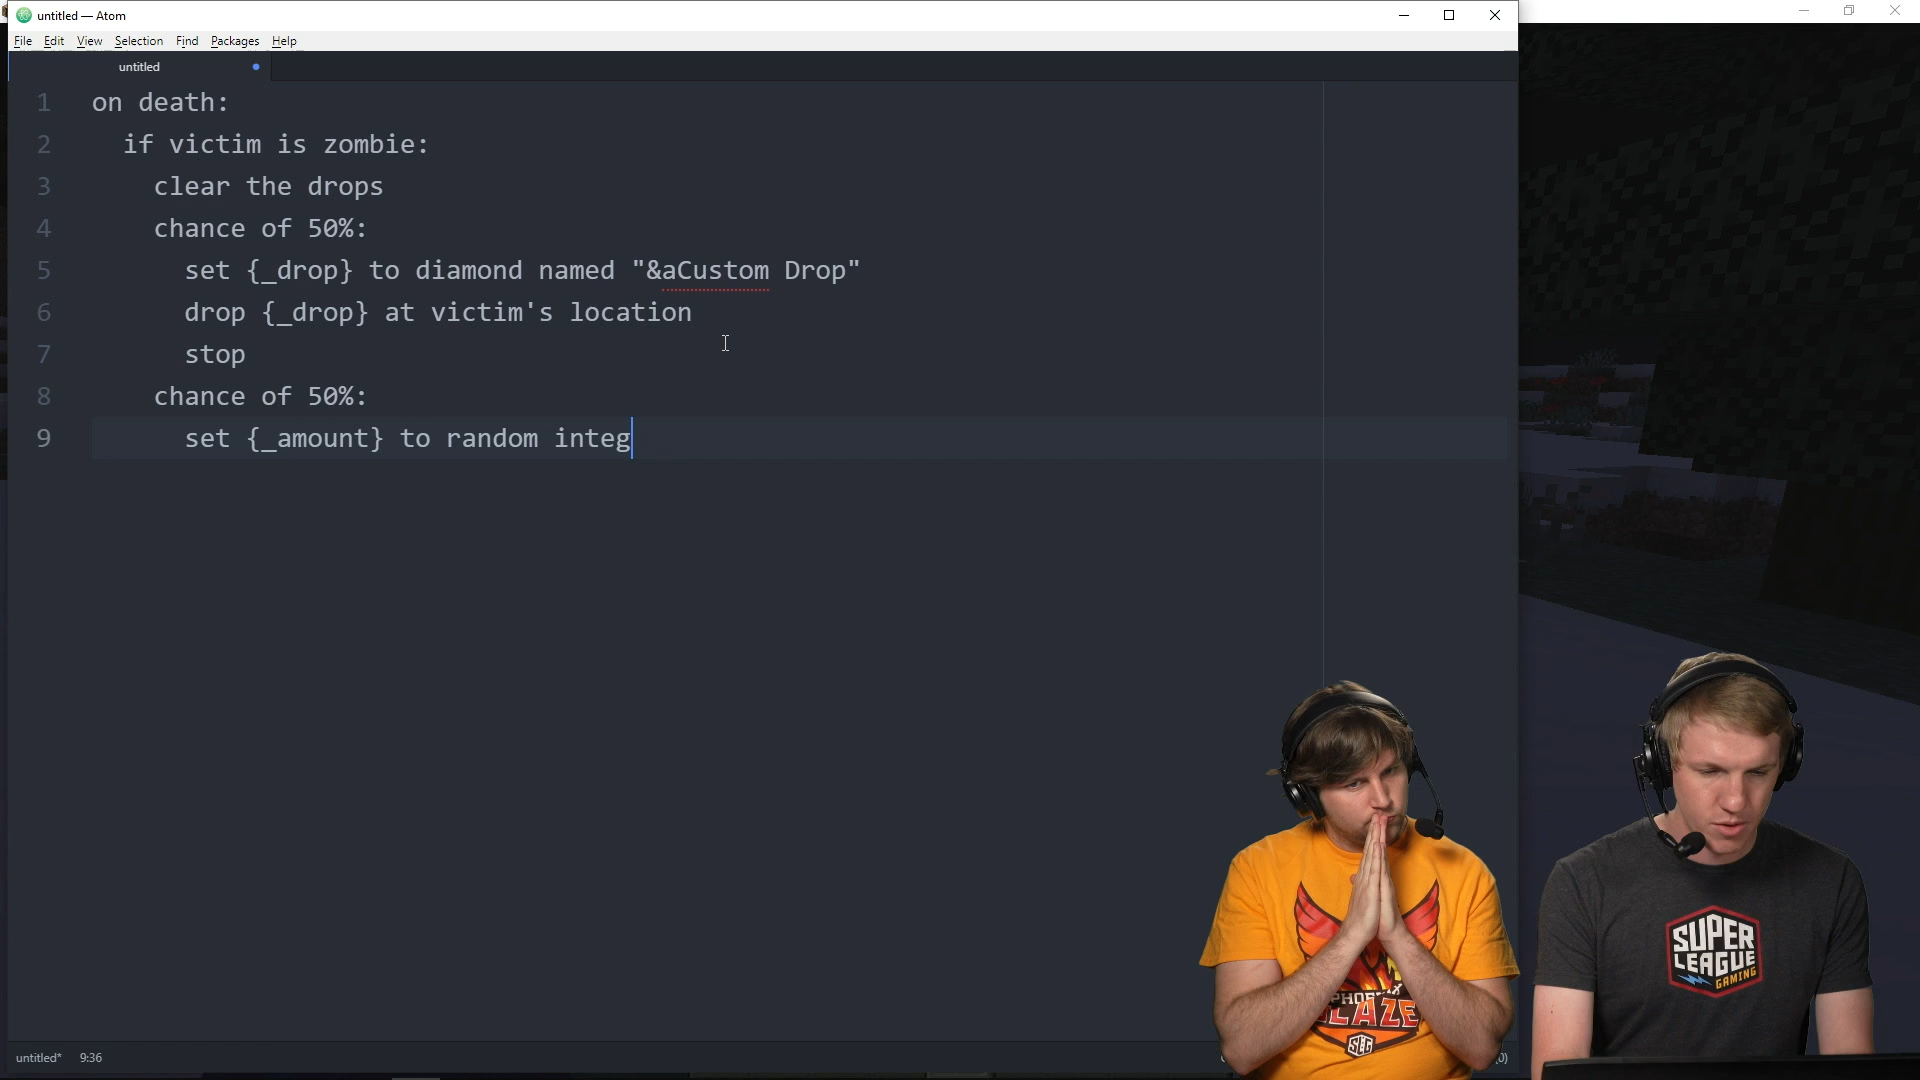 untitled — Atom
File Edit View Selection Find Packages Help
untitled
1 on death:
2 if victim is zombie:
3 clear the drops
4 chance of 50%:
5 set {_drop} to diamond named "&aCustom Drop"
6 drop {_drop} at victim's location
7 stop
8 chance of 50%:
9 set {_amount} to random integ
SUPER
LEAGUE
GAMING
BLAZE
SLG
untitled* 9:36